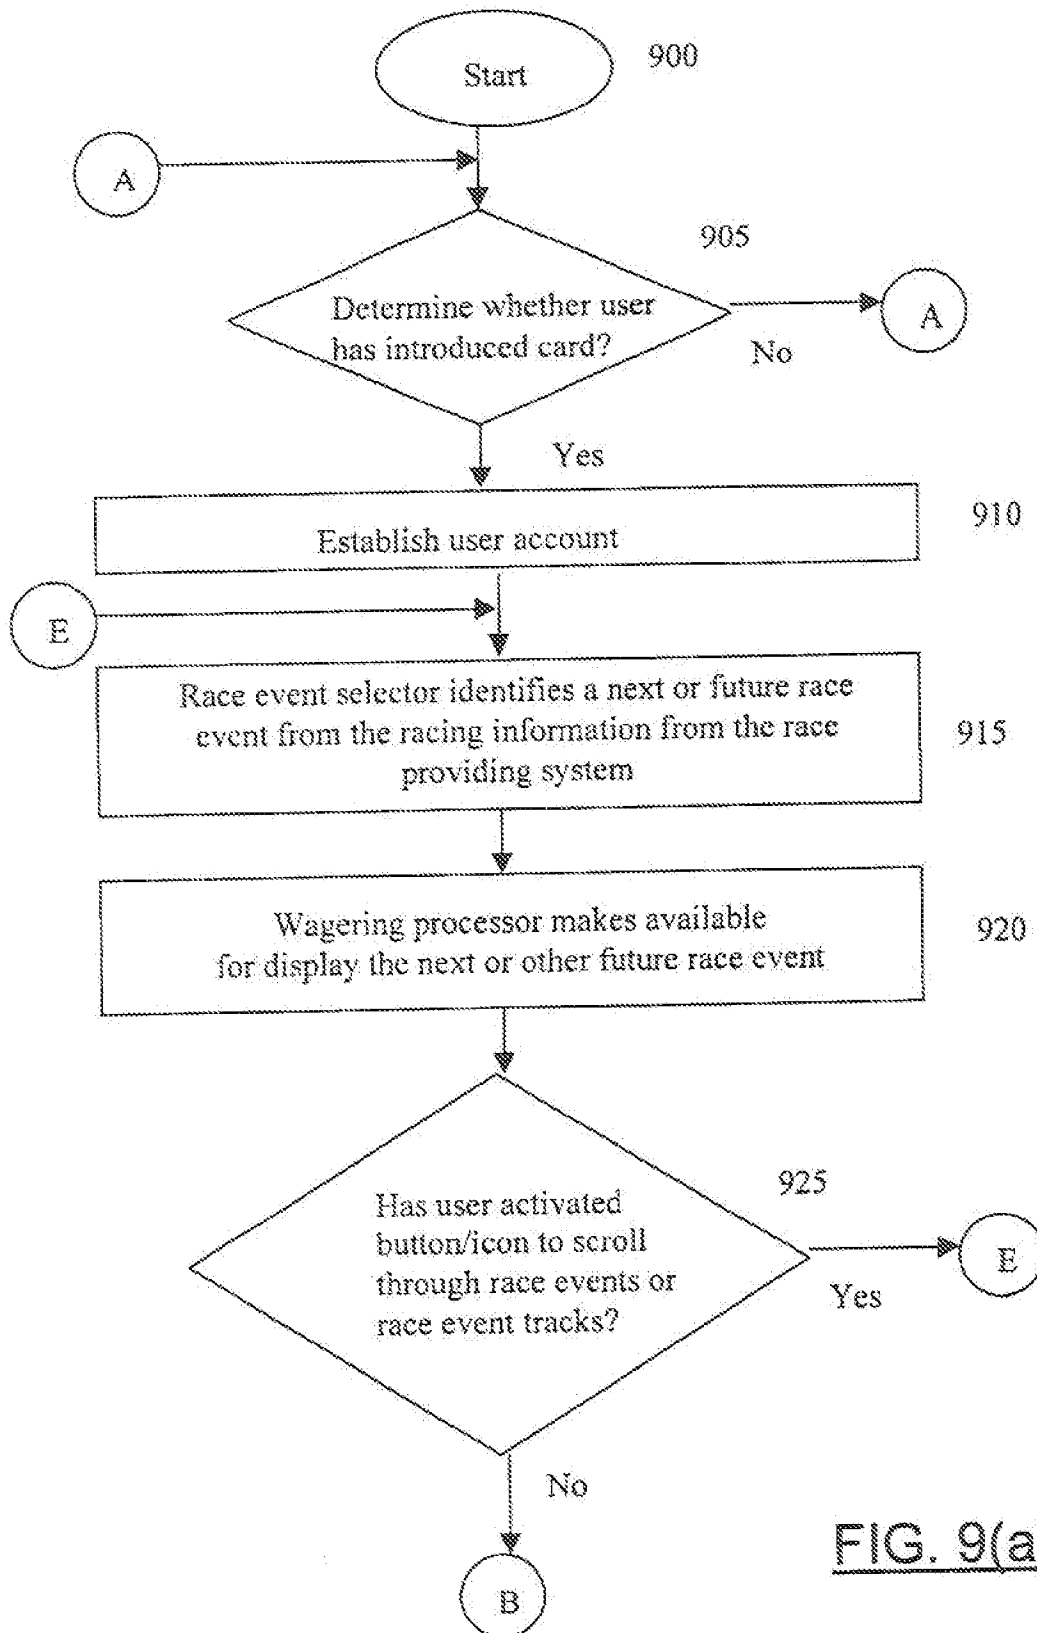 Start
900
A
905
Determine whether user
has introduced card?
A
No
Yes
Establish user account
910
E
Race event selector identifies a next or future race
event from the racing information from the race
providing system
915
Wagering processor makes available
for display the next or other future race event
920
925
Has user activated
button/icon to scroll
through race events or
race event tracks?
E
Yes
No
B
FIG. 9(a